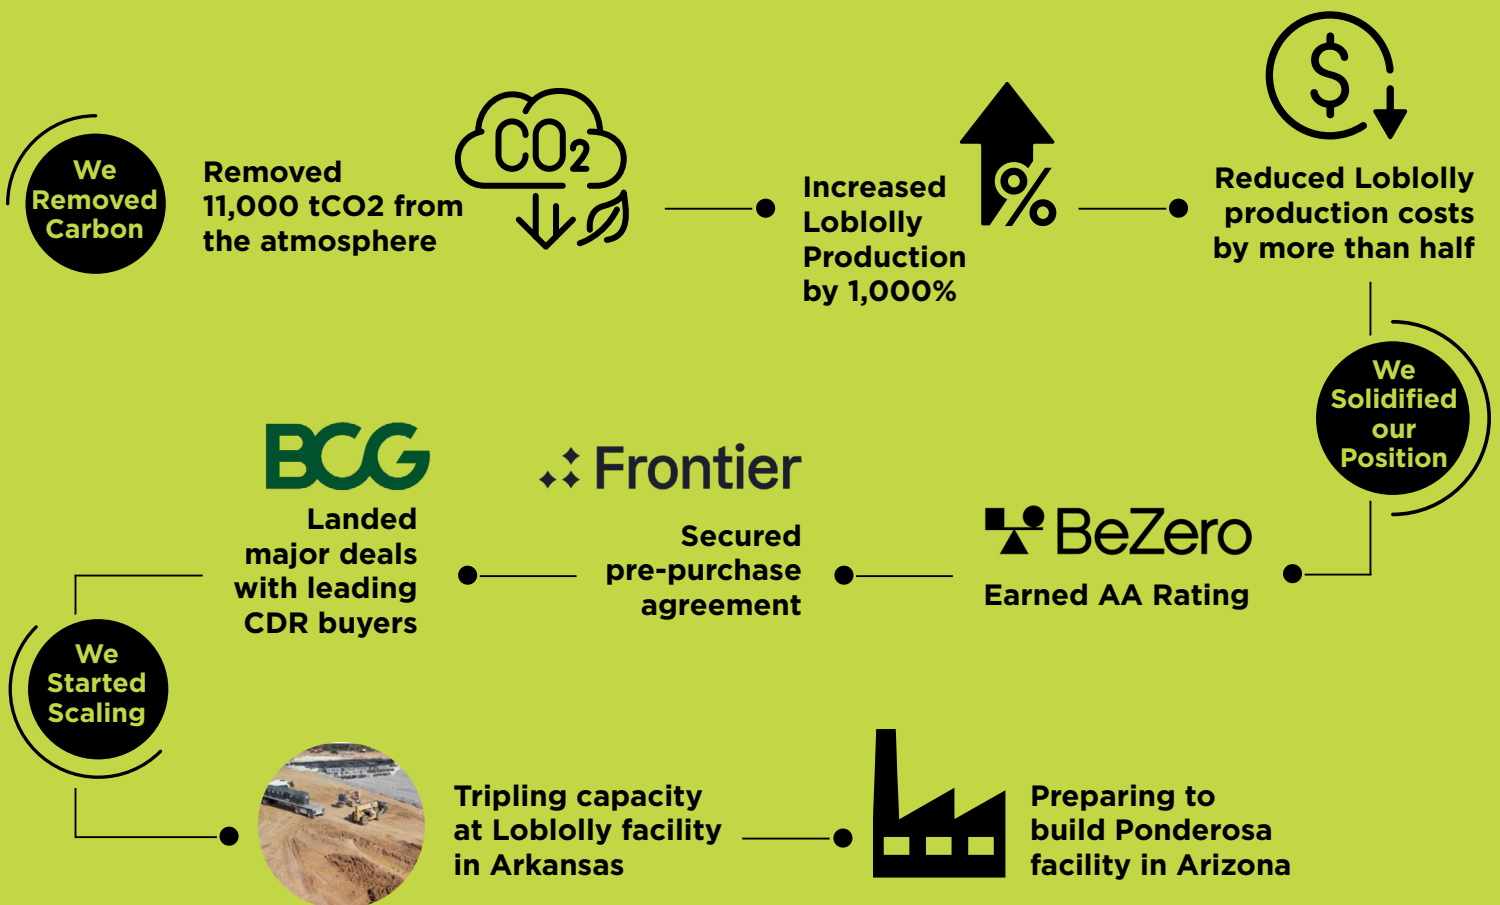 We
Removed
Carbon
Removed
11,000 tCO2 from
the atmosphere
CO2
Increased
Loblolly
Production
by 1,000%
%
$
Reduced Loblolly
production costs
by more than half
We
Solidified
our
Position
BeZero
Earned AA Rating
Frontier
Secured
pre-purchase
agreement
BCG
Landed
major deals
with leading
CDR buyers
We
Started
Scaling
Tripling capacity
at Loblolly facility
in Arkansas
Preparing to
build Ponderosa
facility in Arizona